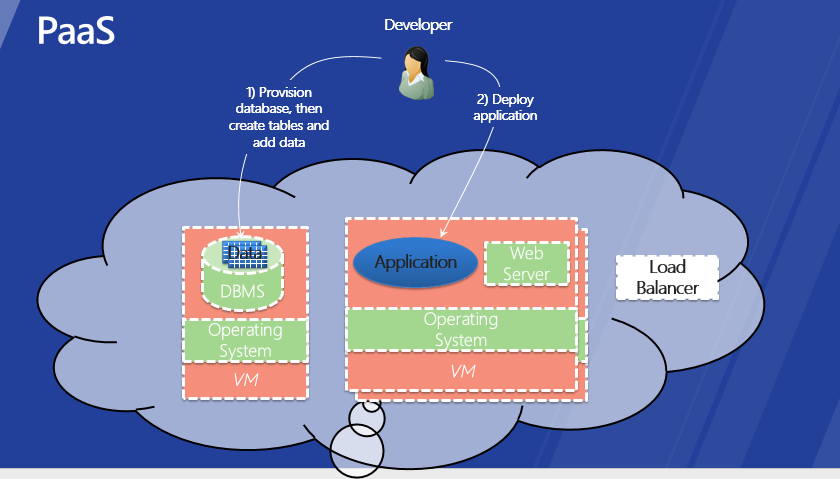 PaaS
Developer
1) Provision
database, then
create tables and
add data
2) Deploy
application
Data
DBMS
Operating
System
VM
Application
Web
Server
Operating
System
VM
Load
Balancer